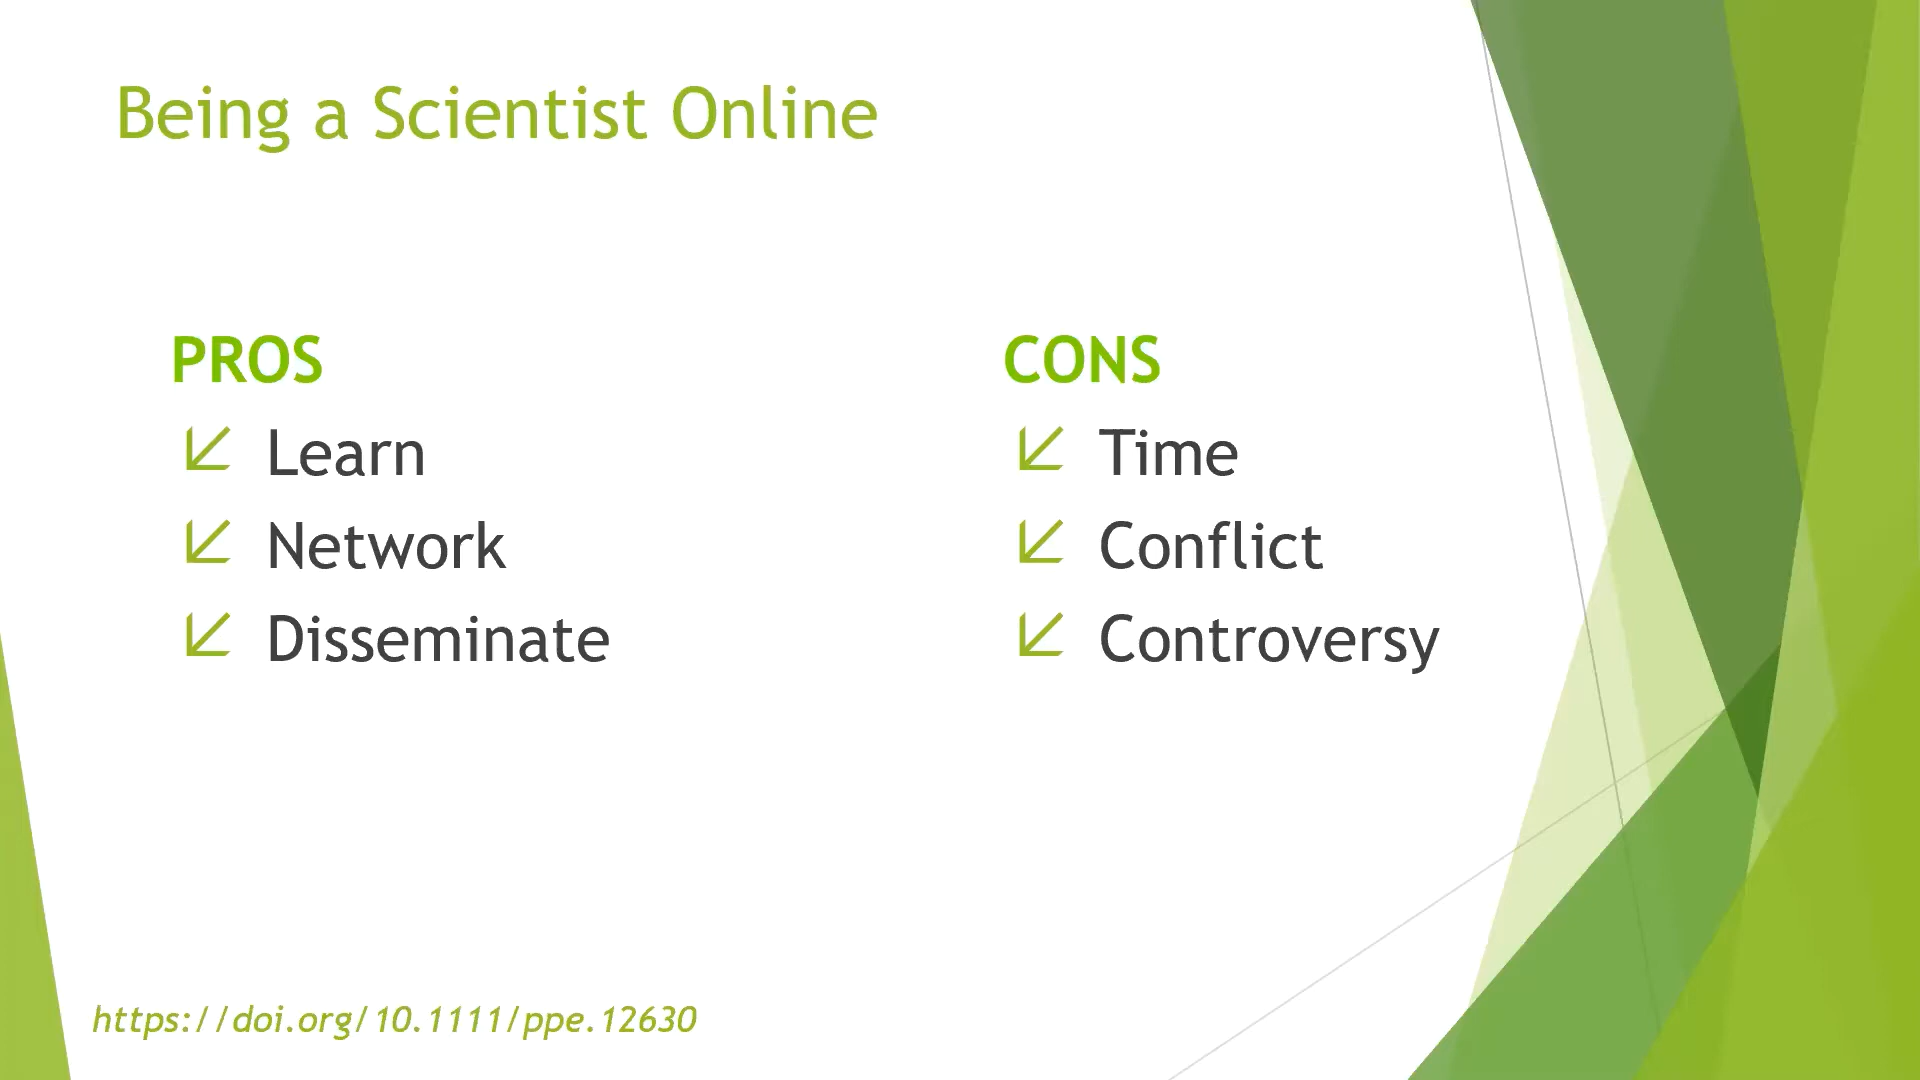 Being a Scientist Online
PROS
Learn
Network
Disseminate
CONS
Time
Conflict
Controversy
https://doi.org/10.1111/ppe.12630